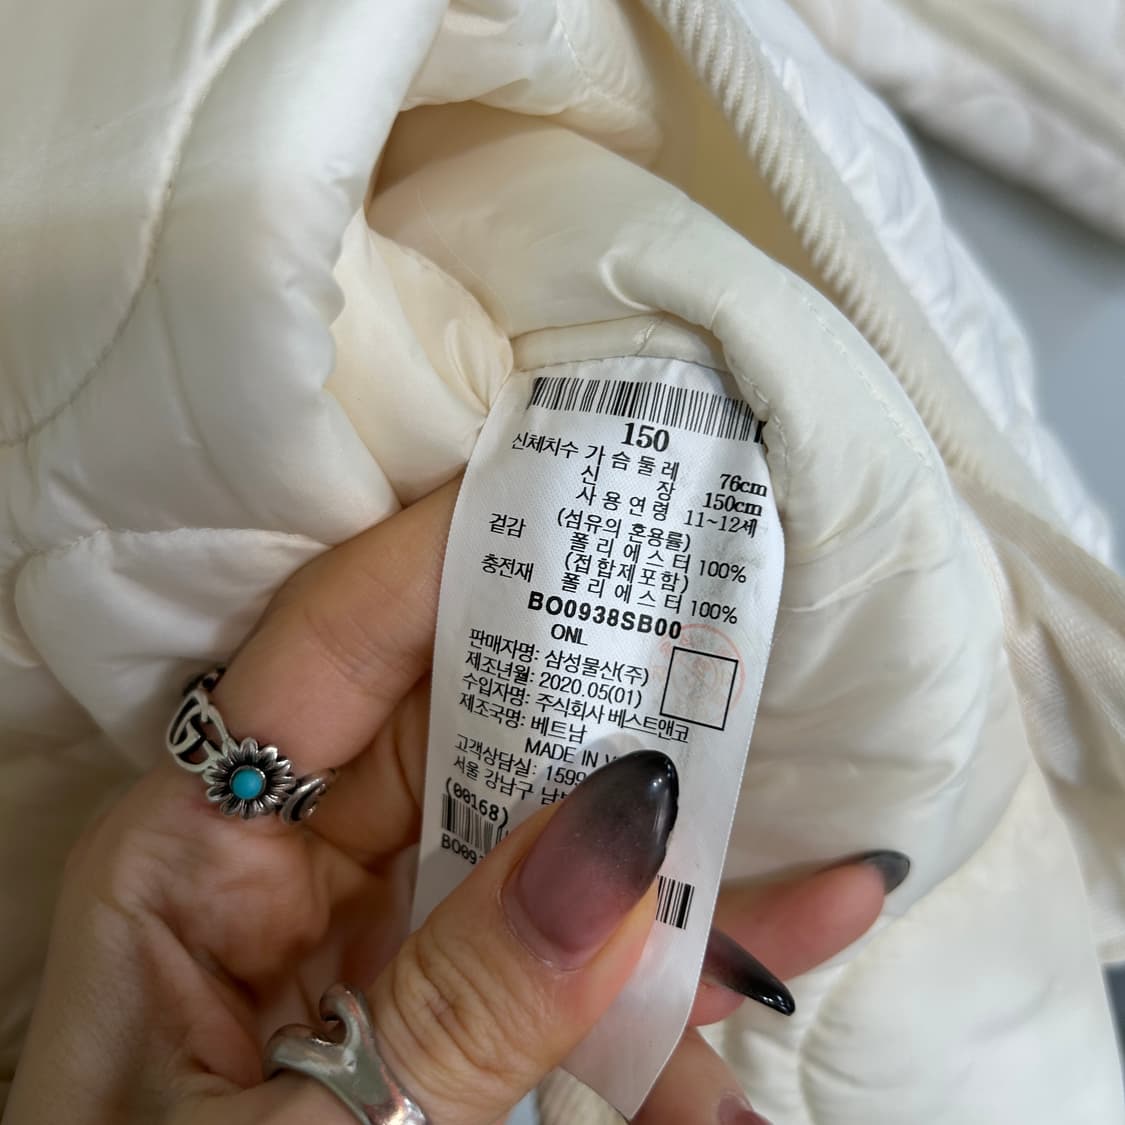 150
신체치수 가슴둘레 76cm
신장 150cm
사용연령 11~12세
겉감 (섬유의 혼용률)
폴리에스터 100%
충전재 (접합제포함)
폴리에스터 100%
BO0938SB00
ONL
판매자명: 삼성물산(주)
제조년월: 2020.05(01)
수입자명: 주식회사 베스트앤코
제조국명: 베트남
MADE IN
고객상담실: 1599
서울 강남구
(00168)
BO09